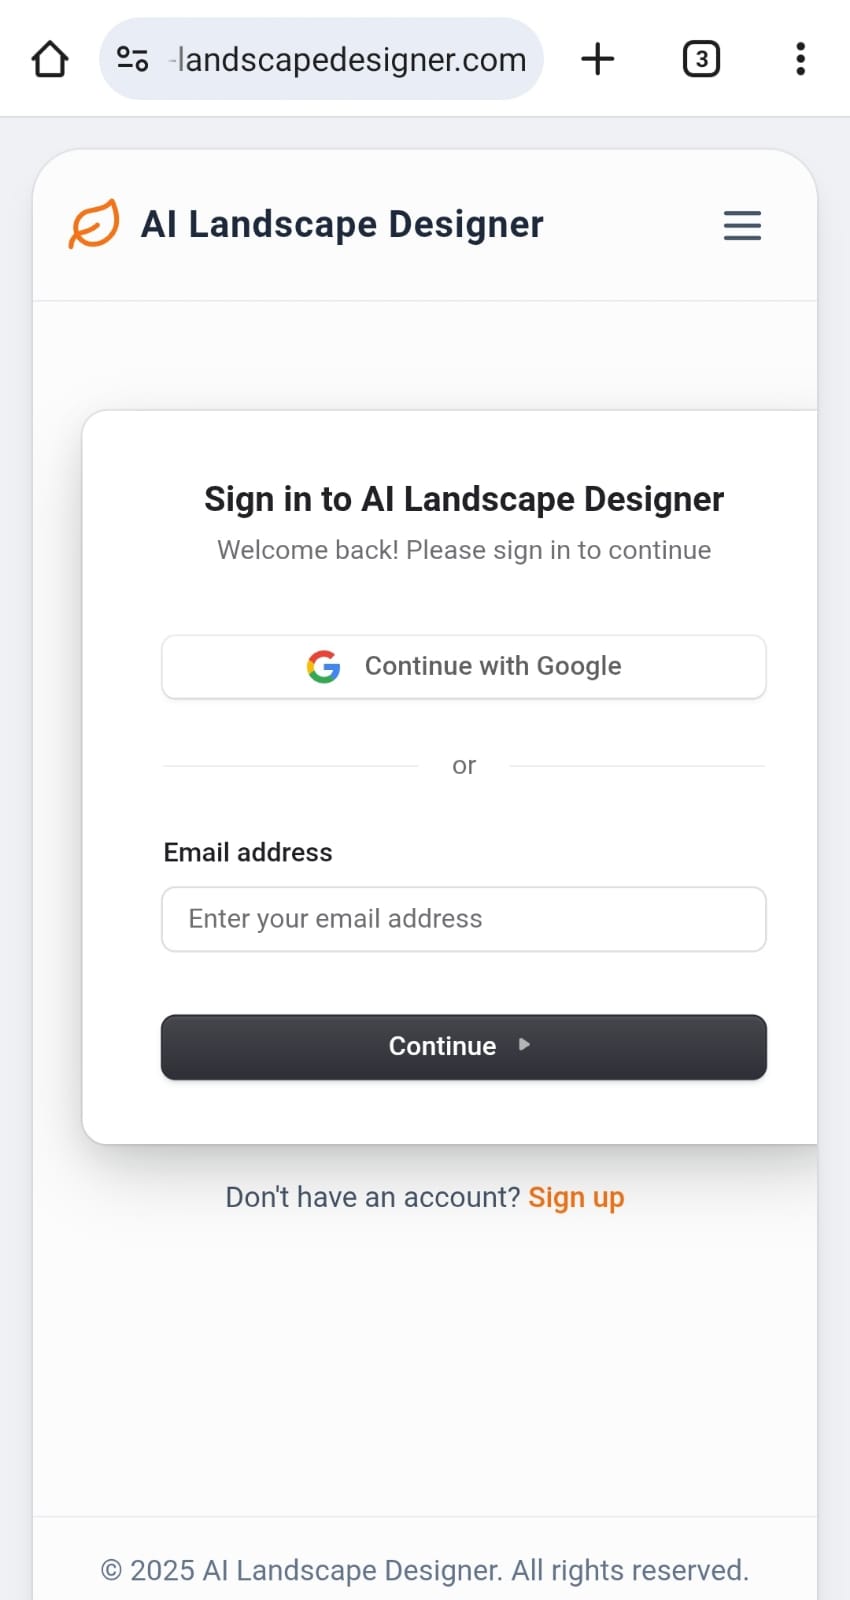 -landscapedesigner.com
3
AI Landscape Designer
Sign in to AI Landscape Designer
Welcome back! Please sign in to continue
Continue with Google
or
Email address
Enter your email address
Continue
Don't have an account? Sign up
© 2025 AI Landscape Designer. All rights reserved.